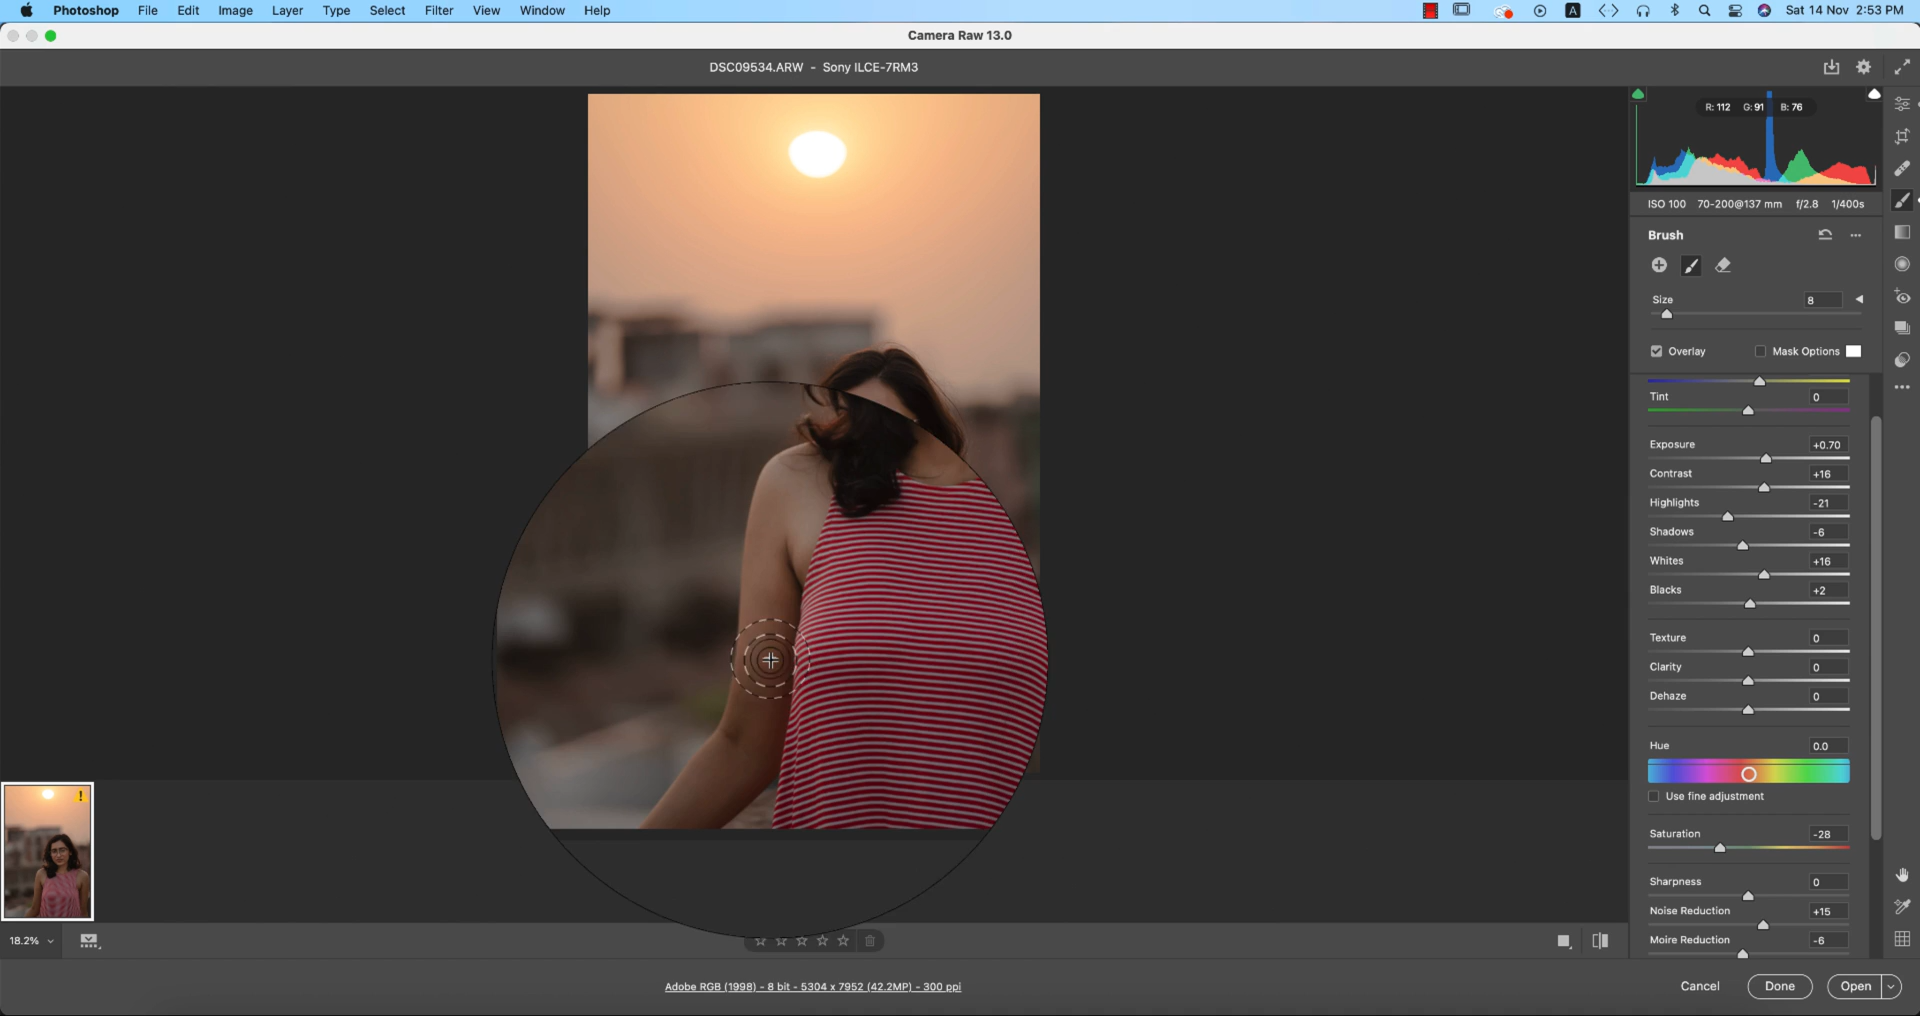 Photoshop File Edit Image Layer Type Select Filter View Window Help A Sat 14 Nov 2:53 PM
Camera Raw 13.0
DSC09534.ARW - Sony ILCE-7RM3
R: 112 G: 91 B: 76
ISO 100 70-200@137 mm f/2.8 1/400s
Brush
Size 8
Overlay Mask Options
Tint 0
Exposure +0.70
Contrast +16
Highlights -21
Shadows -6
Whites +16
Blacks +2
Texture 0
Clarity 0
Dehaze 0
Hue 0.0
Use fine adjustment
Saturation -28
Sharpness 0
Noise Reduction +15
Moire Reduction -6
18.2%
Adobe RGB (1998) - 8 bit - 5304 x 7952 (42.2MP) - 300 ppi
Cancel Done Open